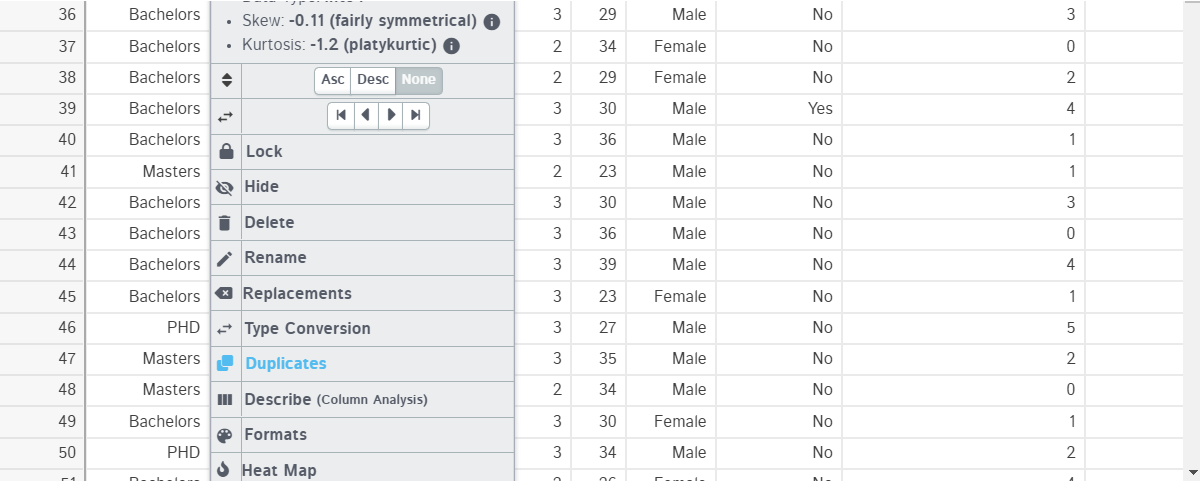 36 Bachelors 3 29 Male No 3
Skew: -0.11 (fairly symmetrical)
37 Bachelors 2 34 Female No 0
Kurtosis: -1.2 (platykurtic)
38 Bachelors Asc Desc None 2 29 Female No 2
39 Bachelors 3 30 Male Yes 4
40 Bachelors 3 36 Male No 1
Lock
41 Masters 2 23 Male No 1
Hide
42 Bachelors 3 30 Male No 3
Delete
43 Bachelors 3 36 Male No 0
Rename
44 Bachelors 3 39 Male No 4
Replacements
45 Bachelors 3 23 Female No 1
Type Conversion
46 PHD 3 27 Male No 5
Duplicates
47 Masters 3 35 Male No 2
Describe (Column Analysis)
48 Masters 2 34 Male No 0
49 Bachelors 3 30 Female No 1
Formats
50 PHD 3 34 Male No 2
Heat Map